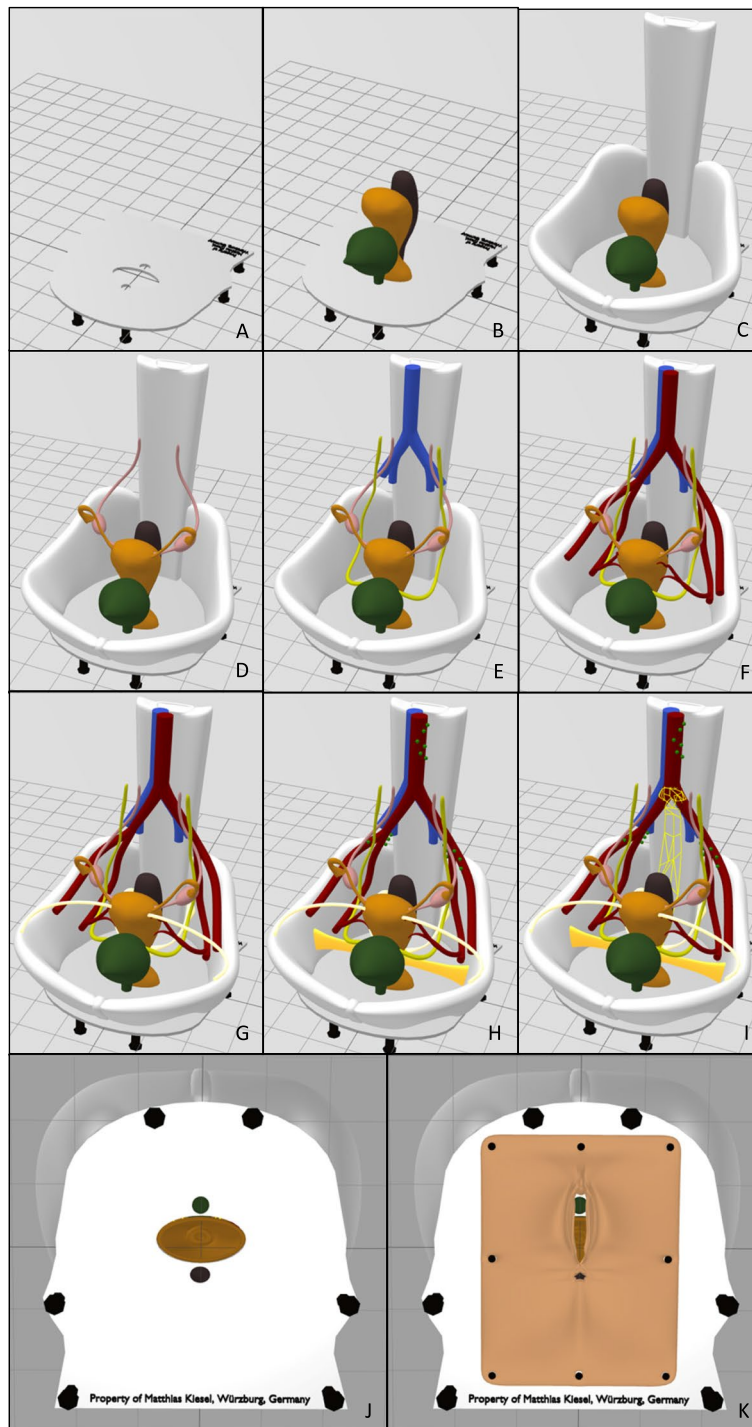 A
B
C
D
E
F
G
H
I
Property of Matthias Kiesel, Würzburg, Germany
J
Property of Matthias Kiesel, Würzburg, Germany
K